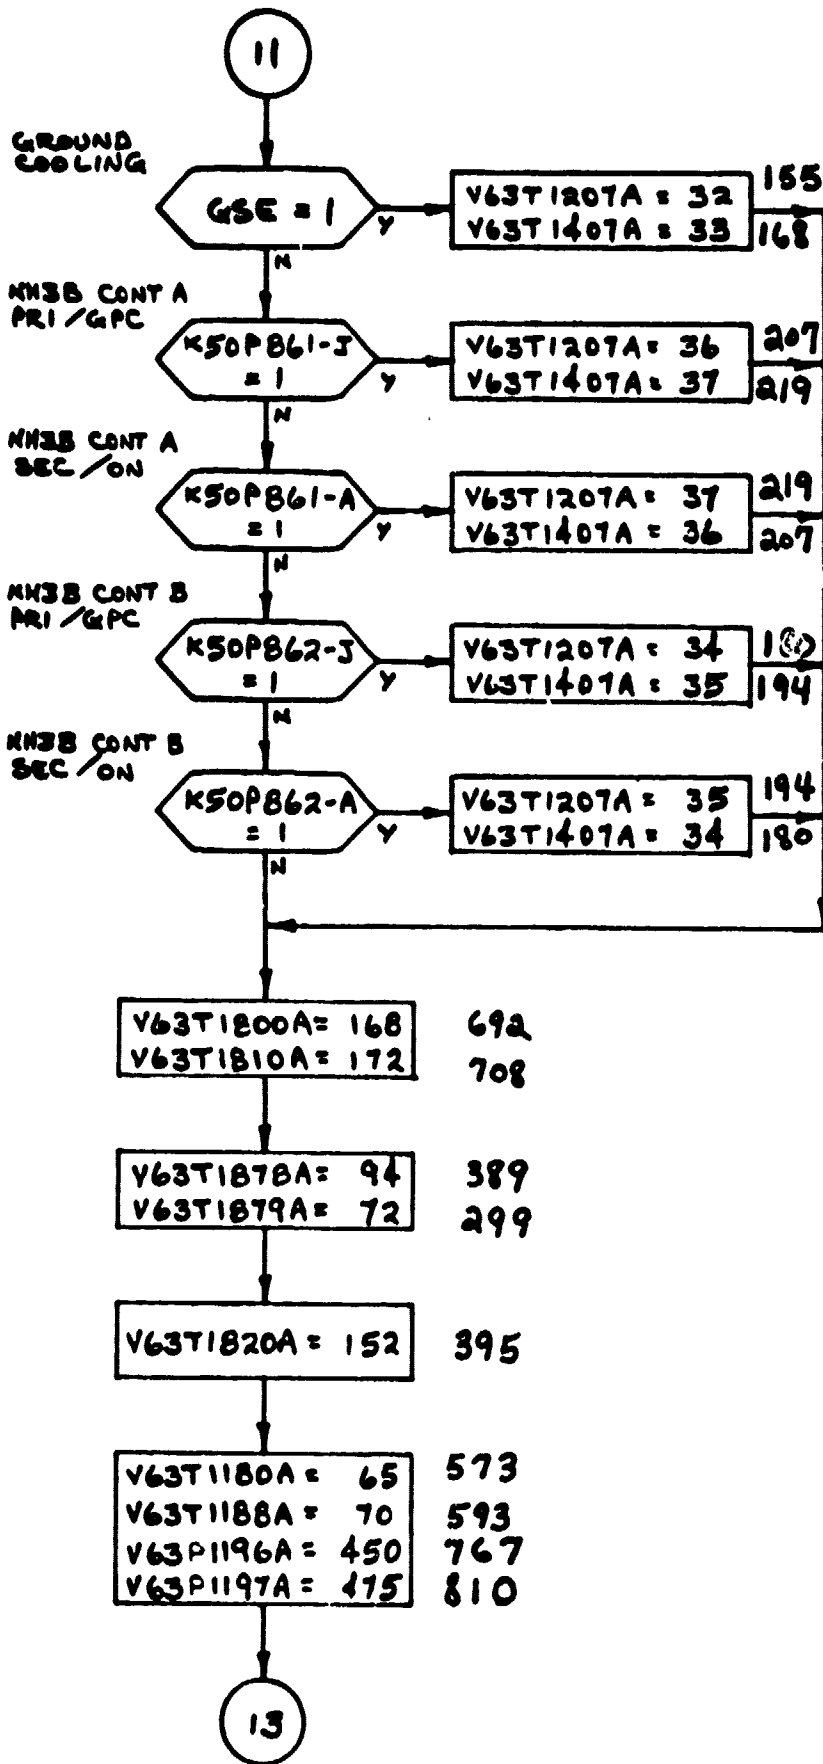 11
GROUND
COOLING
GSE = 1
Y
N
V63T1207A = 32 155
V63T1407A = 33 168
NH3B CONT A
PRI/GPC
K50P861-J
= 1
Y
N
V63T1207A = 36 207
V63T1407A = 37 219
NH3B CONT A
SEC/ON
K50P861-A
= 1
Y
N
V63T1207A = 37 219
V63T1407A = 36 207
NH3B CONT B
PRI/GPC
K50P862-J
= 1
Y
N
V63T1207A = 34
V63T1407A = 35 194
NH3B CONT B
SEC/ON
K50P862-A
= 1
Y
N
V63T1207A = 35 194
V63T1407A = 34 180
V63T1800A = 168 692
V63T1810A = 172 708
V63T1878A = 94 389
V63T1879A = 72 299
V63T1820A = 152 395
V63T1180A = 65 573
V63T1188A = 70 593
V63P1196A = 450 767
V63P1197A = 475 810
13